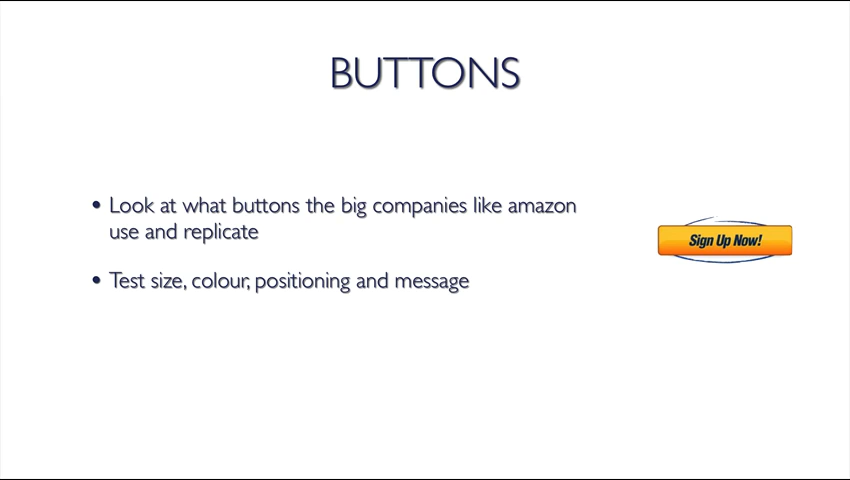 BUTTONS
• Look at what buttons the big companies like amazon
use and replicate
Sign Up Now!
• Test size, colour, positioning and message